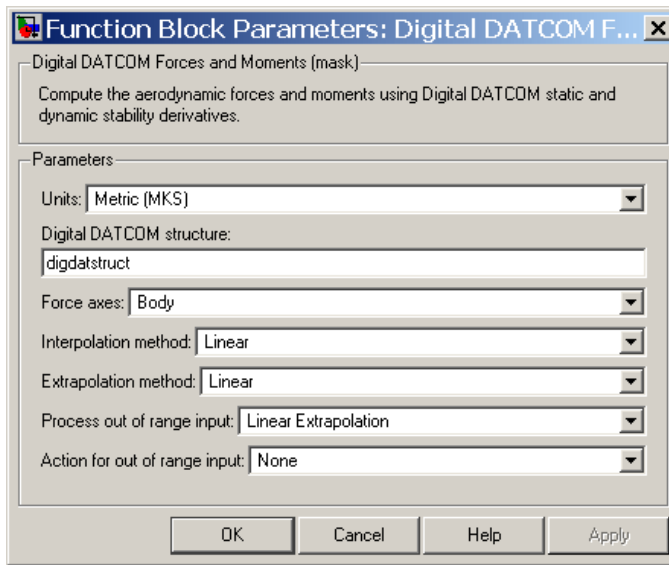 Function Block Parameters: Digital DATCOM F...
Digital DATCOM Forces and Moments (mask)
Compute the aerodynamic forces and moments using Digital DATCOM static and
dynamic stability derivatives.
Parameters
Units: Metric (MKS)
Digital DATCOM structure:
digdatstruct
Force axes: Body
Interpolation method: Linear
Extrapolation method: Linear
Process out of range input: Linear Extrapolation
Action for out of range input: None
OK Cancel Help Apply